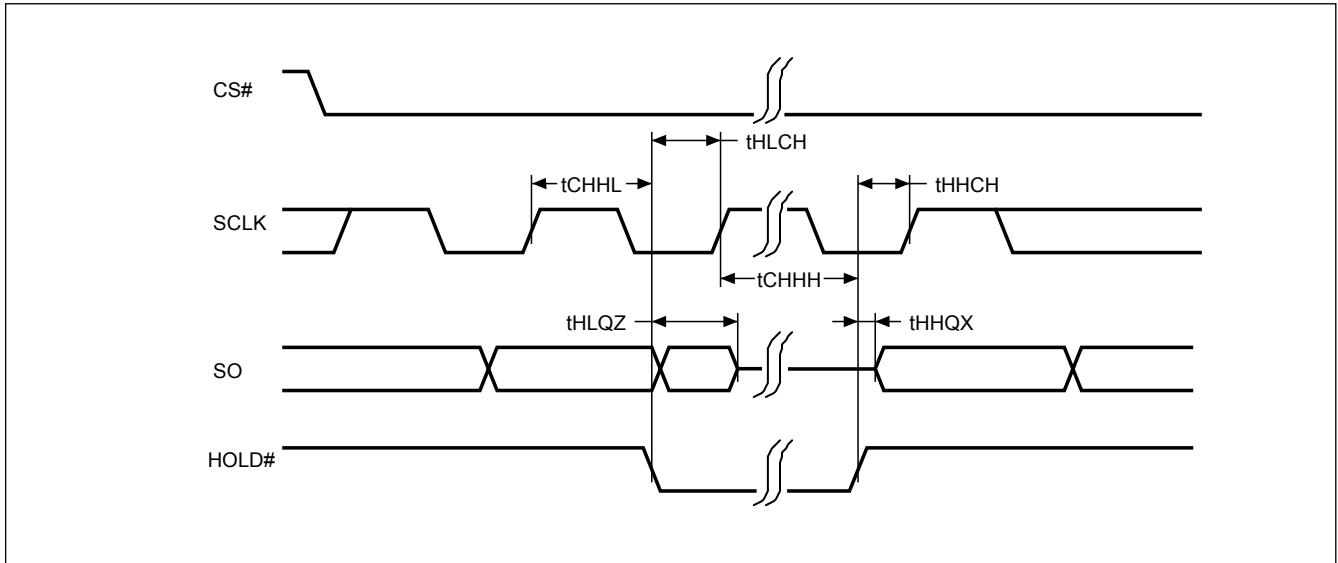 CS#
tHLCH
tCHHL
tHHCH
SCLK
tCHHH
tHLQZ
tHHQX
SO
HOLD#